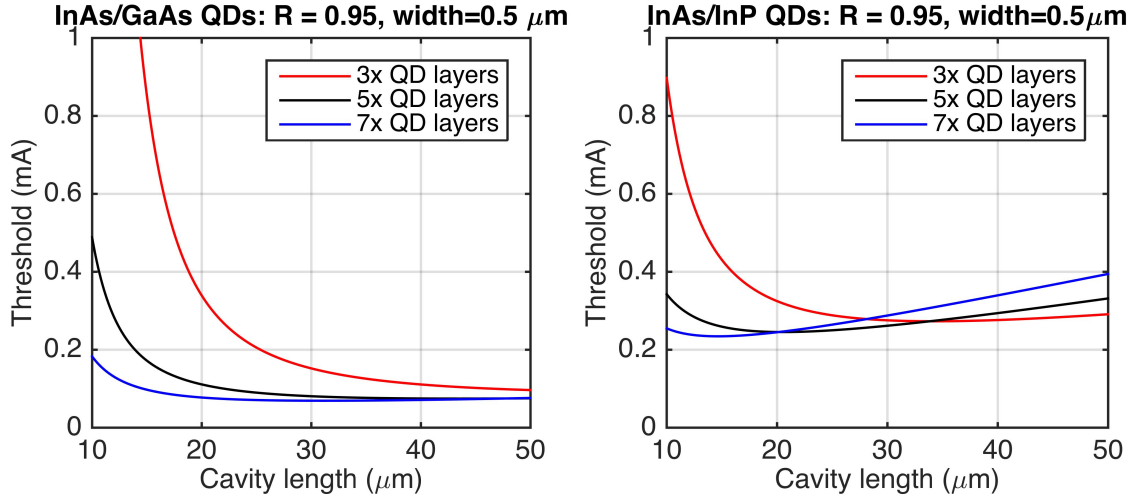 InAs/GaAs QDs: R = 0.95, width=0.5 μm
1
0.8
0.6
0.4
0.2
0
Threshold (mA)
3x QD layers
5x QD layers
7x QD layers
10
20
30
40
50
Cavity length (μm)
InAs/InP QDs: R = 0.95, width=0.5μm
1
0.8
0.6
0.4
0.2
0
Threshold (mA)
3x QD layers
5x QD layers
7x QD layers
10
20
30
40
50
Cavity length (μm)